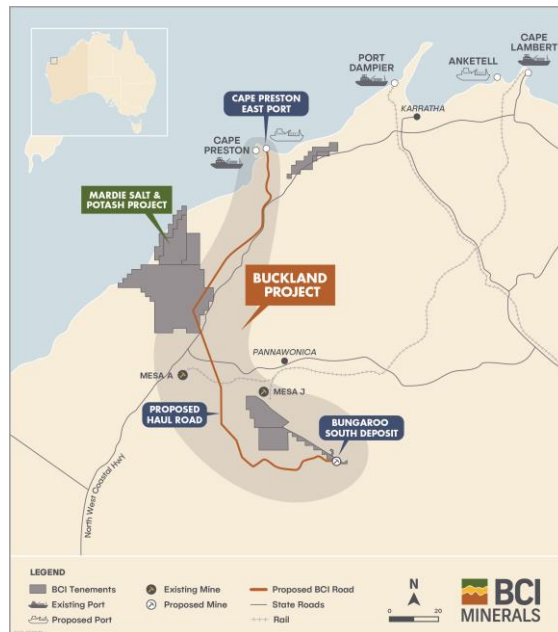 PORT
DAMPIER
ANKETELL
CAPE
LAMBERT
KARRATHA
CAPE PRESTON
EAST PORT
CAPE
PRESTON
MARDIE SALT &
POTASH PROJECT
BUCKLAND
PROJECT
PANNAWONICA
MESA A
MESA J
PROPOSED
HAUL ROAD
BUNGAROO
SOUTH DEPOSIT
North West Coastal Hwy
LEGEND
BCI Tenements
Existing Port
Proposed Port
Existing Mine
Proposed Mine
Proposed BCI Road
State Roads
Rail
N
0 20
BCI
MINERALS